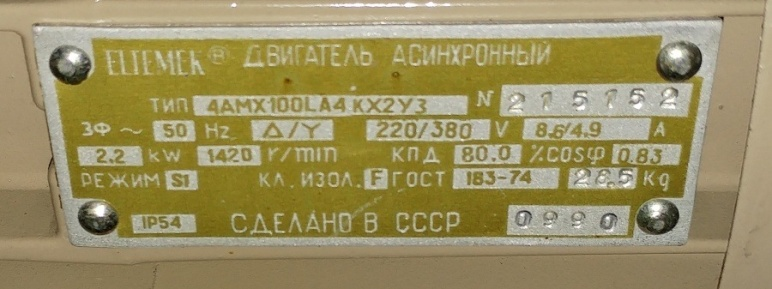 ELTEMEK® ДВИГАТЕЛЬ АСИНХРОННЫЙ
ТИП 4АМХ100LА4КХ2У3 N 215152
3Ф ~ 50 Hz Δ/Y 220/380 V 8.6/4.9 A
2.2 kW 1420 r/min КПД 80.0 % COSφ 0.83
РЕЖИМ S1 КЛ. ИЗОЛ. F ГОСТ 183-74 28.5 Kg
IP54 СДЕЛАНО В СССР 0990